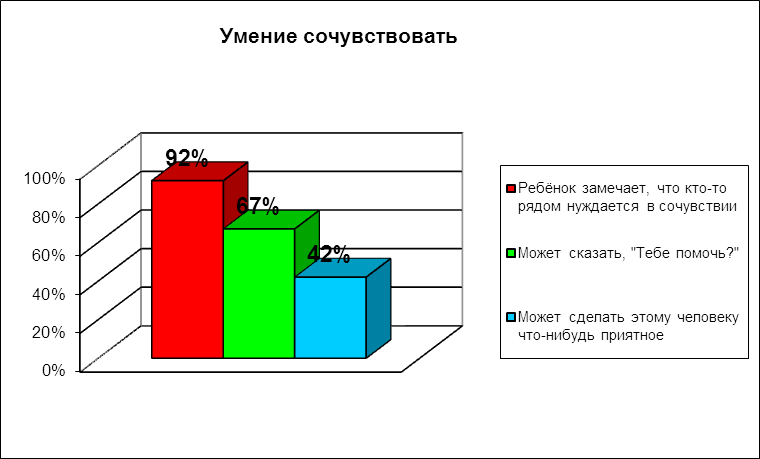 Умение сочувствовать
92%
67%
42%
100%
80%
60%
40%
20%
0%
Ребёнок замечает, что кто-то
рядом нуждается в сочувствии
Может сказать, "Тебе помочь?"
Может сделать этому человеку
что-нибудь приятное